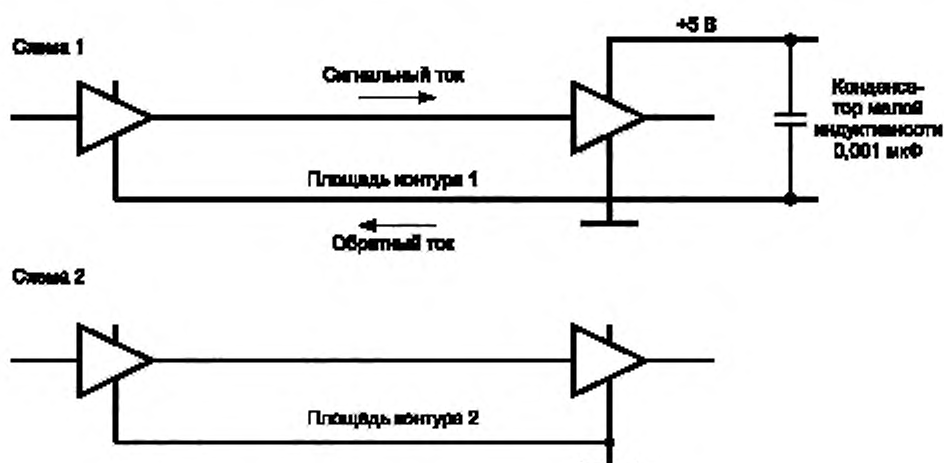 +5 В
Схема 1
Сигнальный ток
Конденса-
тор малой
индуктивности
0,001 мкФ
Площадь контура 1
Обратный ток
Схема 2
Площадь контура 2